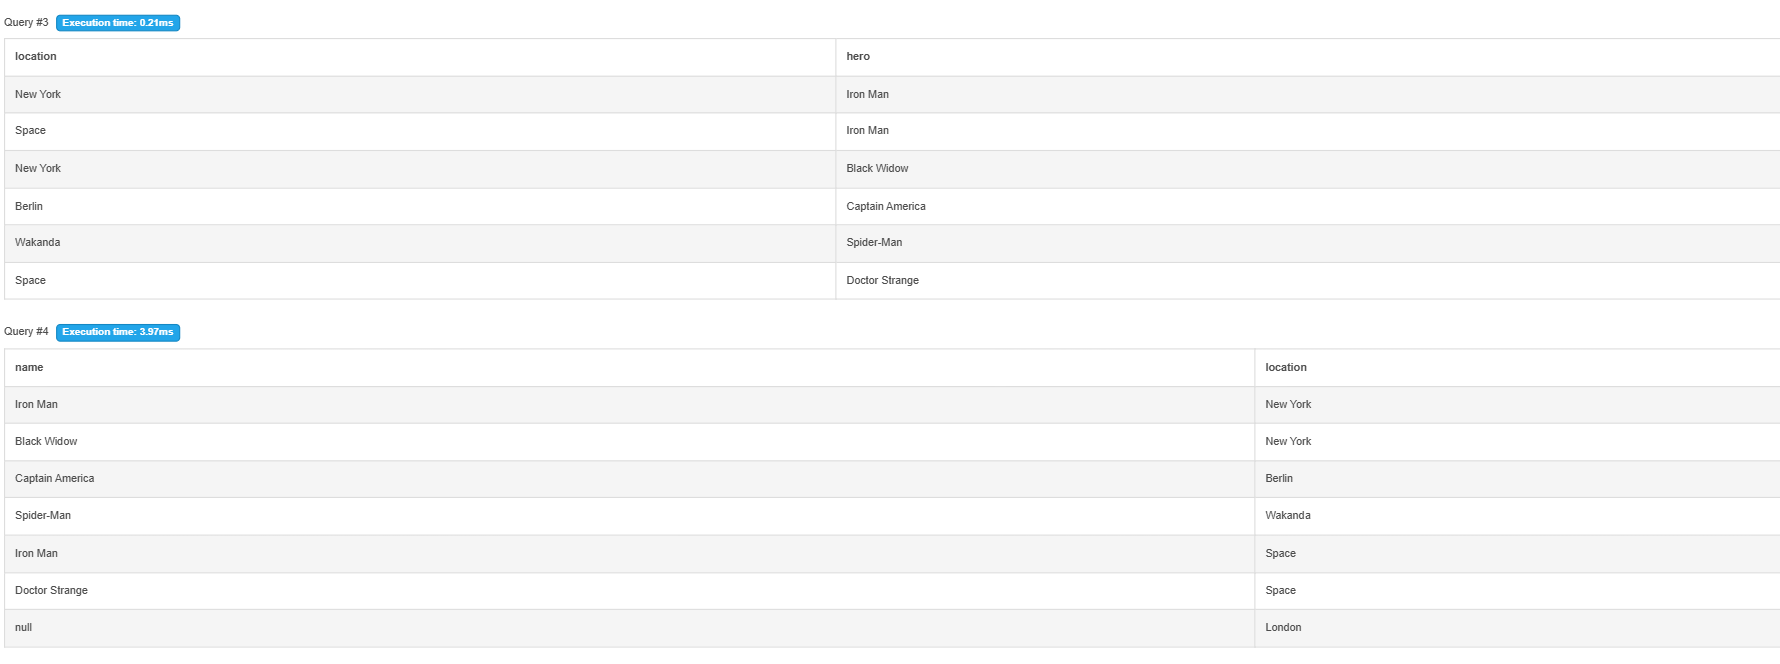 Query #3 Execution time: 0.21ms
location hero
New York Iron Man
Space Iron Man
New York Black Widow
Berlin Captain America
Wakanda Spider-Man
Space Doctor Strange
Query #4 Execution time: 3.97ms
name location
Iron Man New York
Black Widow New York
Captain America Berlin
Spider-Man Wakanda
Iron Man Space
Doctor Strange Space
null London